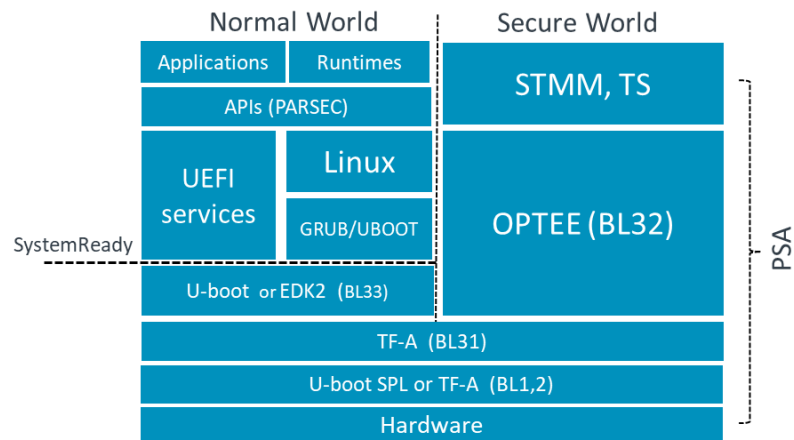 Normal World
Secure World
Applications
Runtimes
STMM, TS
APIs (PARSEC)
UEFI
services
Linux
GRUB/UBOOT
OPTEE (BL32)
SystemReady
U-boot or EDK2 (BL33)
PSA
TF-A (BL31)
U-boot SPL or TF-A (BL1,2)
Hardware